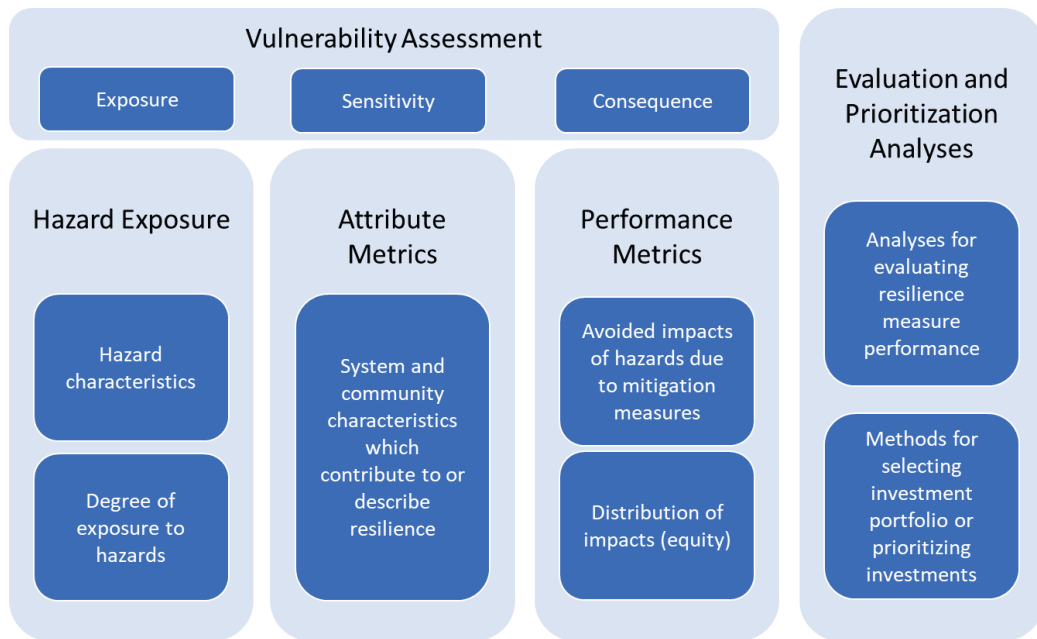 Vulnerability Assessment
Exposure
Sensitivity
Consequence
Hazard Exposure
Hazard
characteristics
Degree of
exposure to
hazards
Attribute
Metrics
System and
community
characteristics
which
contribute to or
describe
resilience
Performance
Metrics
Avoided impacts
of hazards due
to mitigation
measures
Distribution of
impacts (equity)
Evaluation and
Prioritization
Analyses
Analyses for
evaluating
resilience
measure
performance
Methods for
selecting
investment
portfolio or
prioritizing
investments